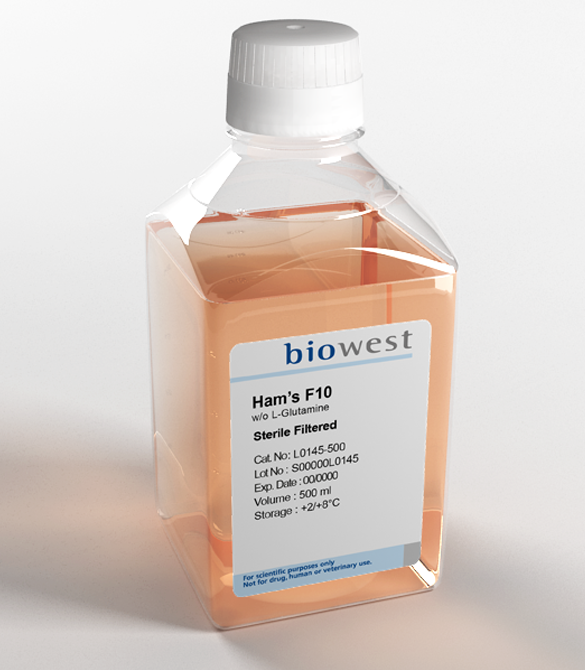 biowest
Ham's F10
w/o L-Glutamine
Sterile Filtered
Cat. No: L0145-500
Lot No : S00000L0145
Exp. Date : 00/0000
Volume : 500 ml
Storage : +2/+8°C
For scientific purposes only
Not for drug, human or veterinary use.